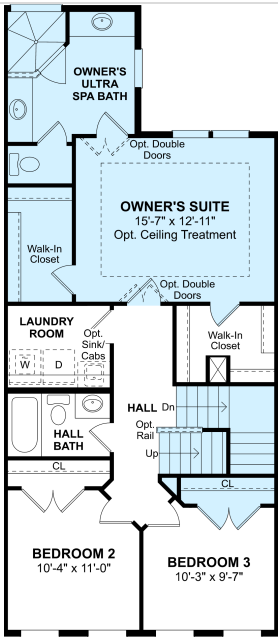 OWNER'S
ULTRA
SPA BATH
Opt. Double
Doors
OWNER'S SUITE
15'-7" x 12'-11"
Opt. Ceiling Treatment
Walk-In
Closet
Opt. Double
Doors
LAUNDRY
ROOM
Opt.
Sink/
Cabs
W
D
Walk-In
Closet
HALL
Dn
Opt.
Rail
Up
HALL
BATH
CL
CL
BEDROOM 2
10'-4" x 11'-0"
BEDROOM 3
10'-3" x 9'-7"